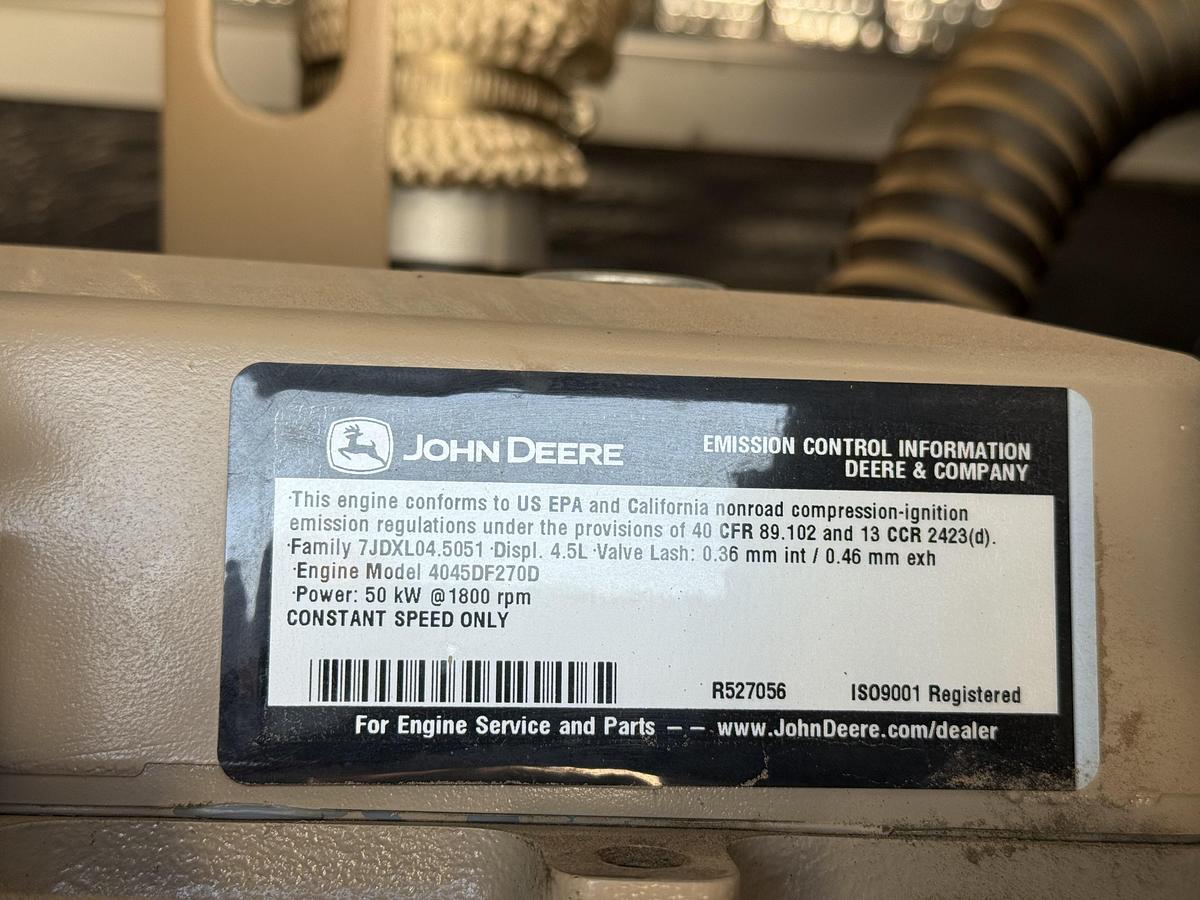 JOHN DEERE
EMISSION CONTROL INFORMATION
DEERE & COMPANY
·This engine conforms to US EPA and California nonroad compression-ignition
emission regulations under the provisions of 40 CFR 89.102 and 13 CCR 2423(d).
·Family 7JDXL04.5051 ·Displ. 4.5L ·Valve Lash: 0.36 mm int / 0.46 mm exh
·Engine Model 4045DF270D
·Power: 50 kW @1800 rpm
CONSTANT SPEED ONLY
R527056 ISO9001 Registered
For Engine Service and Parts – – www.JohnDeere.com/dealer